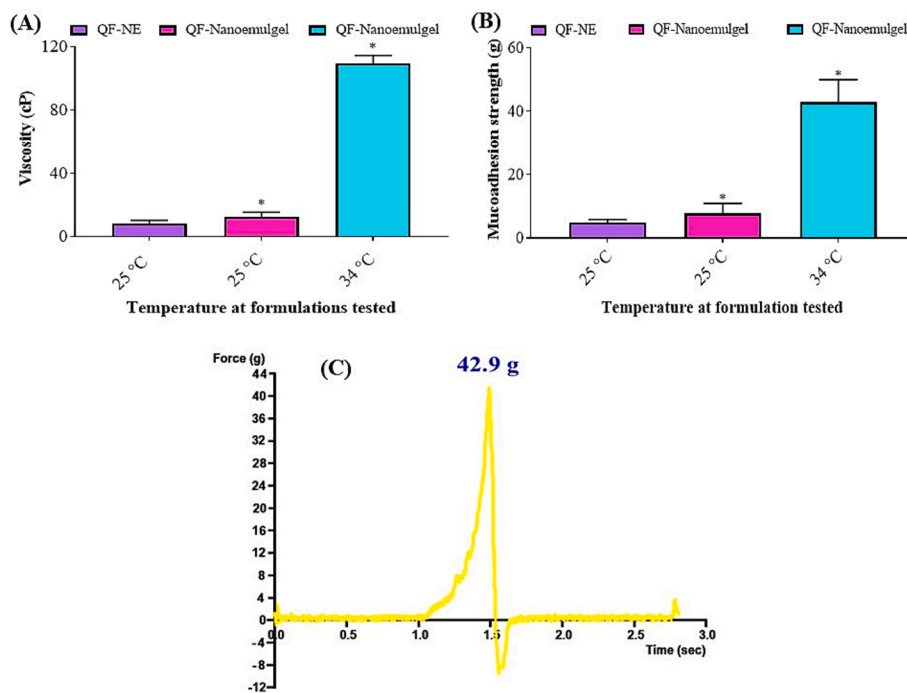 (A)
QF-NE QF-Nanoemulgel QF-Nanoemulgel
Viscosity (cP)
120
80
40
0
*
*
25 °C
25 °C
34 °C
Temperature at formulations tested
(B)
QF-NE QF-Nanoemulgel QF-Nanoemulgel
Mucoadhesion strength (g)
60
40
20
0
*
*
25 °C
25 °C
34 °C
Temperature at formulation tested
(C)
42.9 g
Force (g)
44
40
36
32
28
24
20
16
12
8
4
0
-4
-8
-12
0.0
0.5
1.0
1.5
2.0
2.5
3.0
Time (sec)